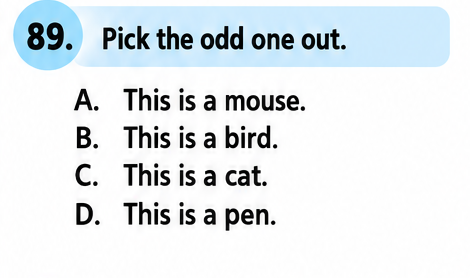 89. Pick the odd one out.
A. This is a mouse.
B. This is a bird.
C. This is a cat.
D. This is a pen.